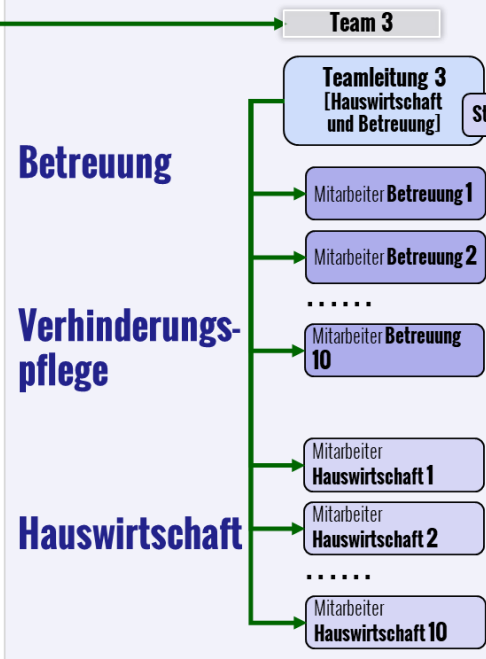 Team 3
Teamleitung 3
[Hauswirtschaft
und Betreuung]
Betreuung
Mitarbeiter Betreuung 1
Mitarbeiter Betreuung 2
......
Verhinderungs-
pflege
Mitarbeiter Betreuung
10
Mitarbeiter
Hauswirtschaft 1
Hauswirtschaft
Mitarbeiter
Hauswirtschaft 2
......
Mitarbeiter
Hauswirtschaft 10